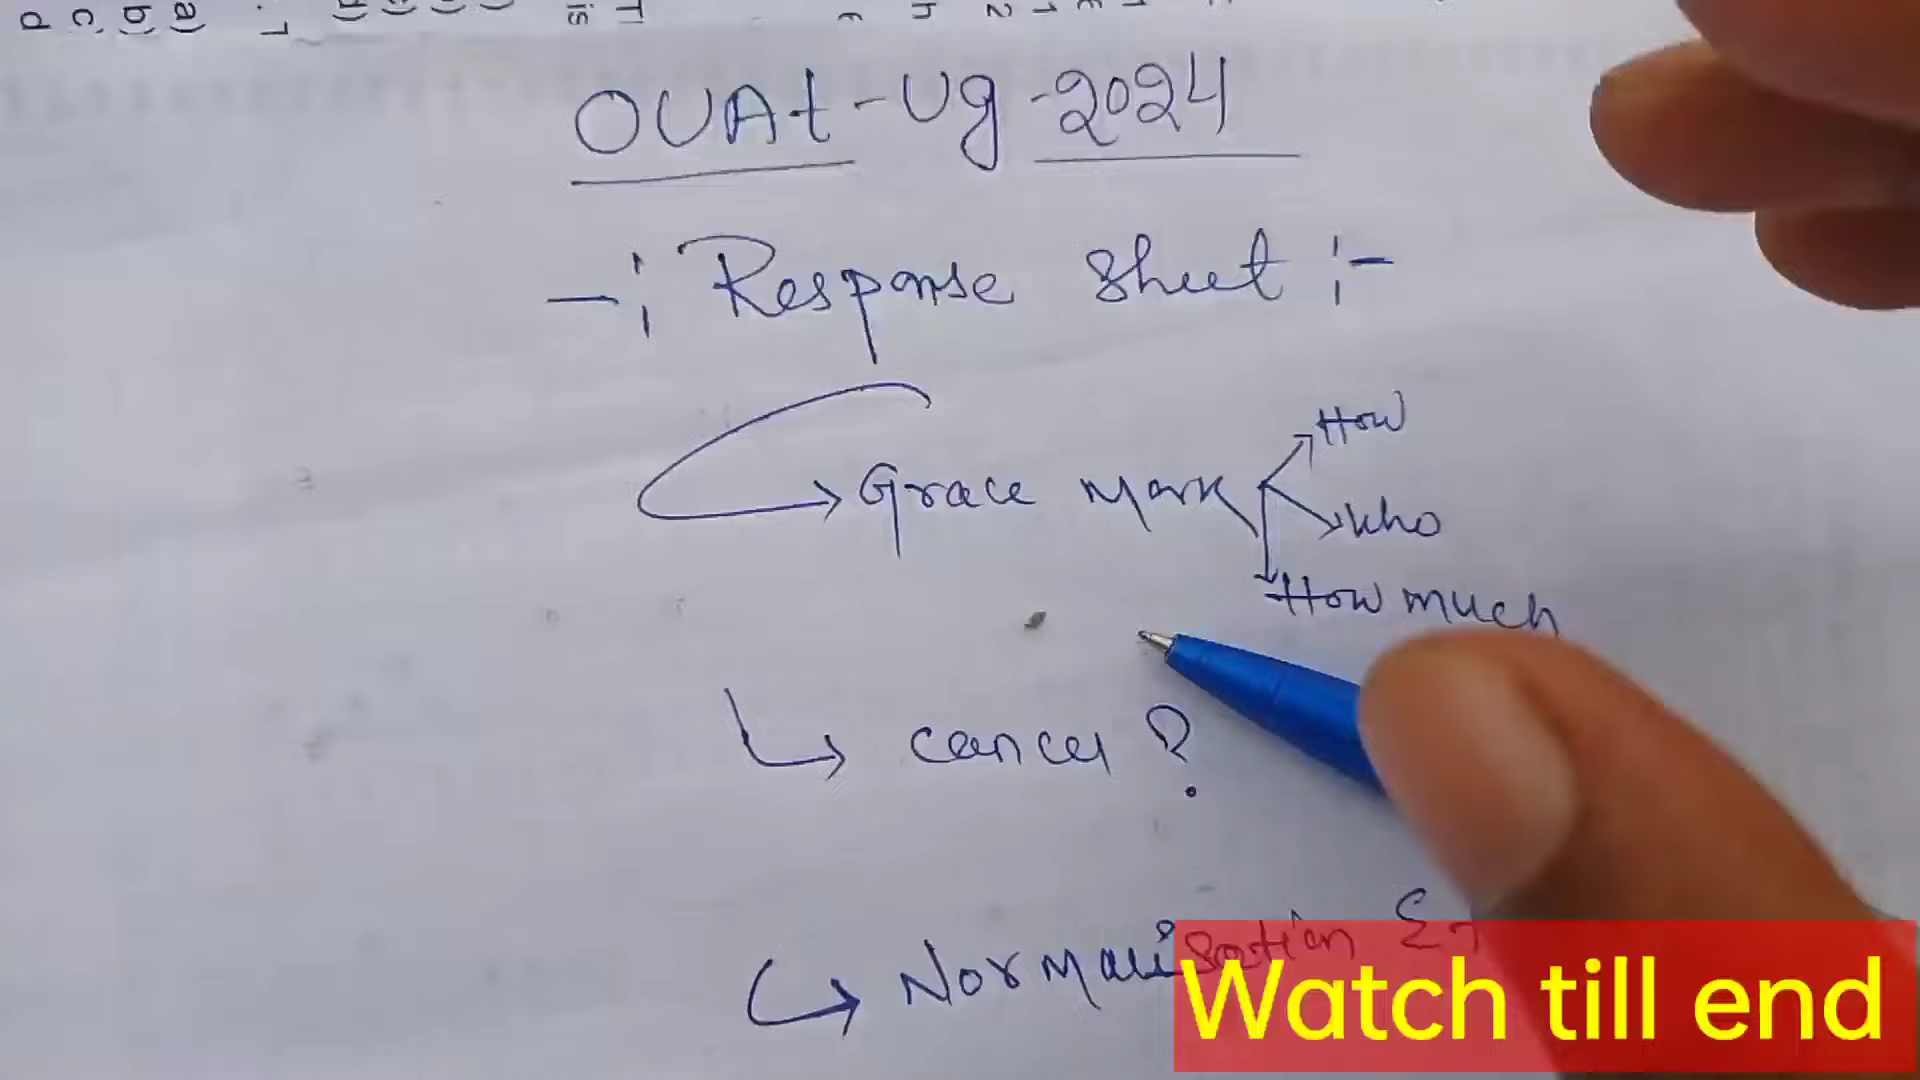 OUAt-Ug-2024
-: Response Sheet :-
Grace Mark
How
Who
How much
cancel ?
Normalisation
Watch till end